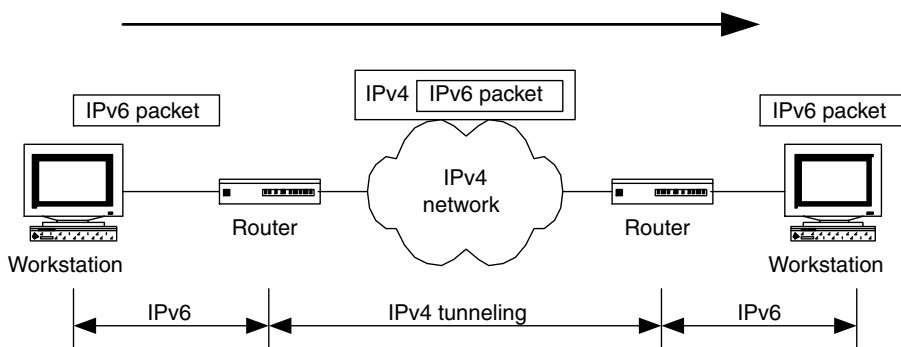 IPv4 IPv6 packet
IPv6 packet
IPv6 packet
IPv4
network
Router
Router
Workstation
Workstation
IPv6
IPv4 tunneling
IPv6